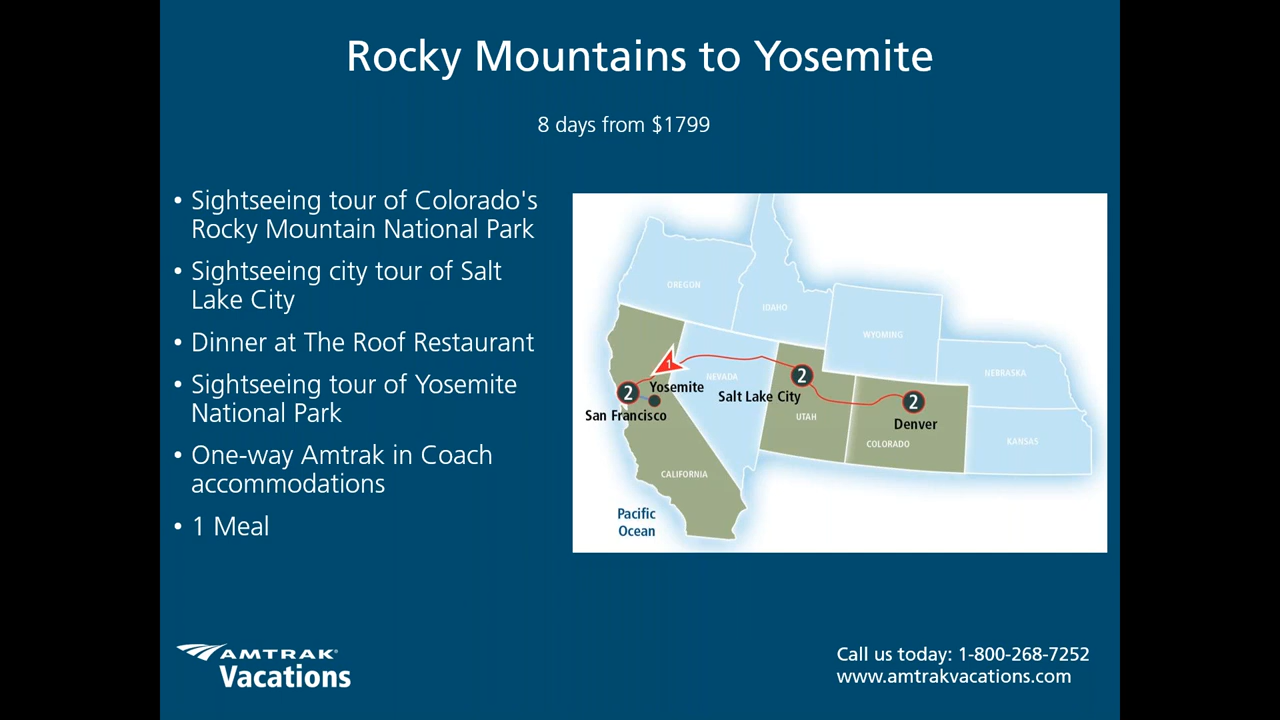 Rocky Mountains to Yosemite
8 days from $1799
• Sightseeing tour of Colorado's
Rocky Mountain National Park
• Sightseeing city tour of Salt
Lake City
• Dinner at The Roof Restaurant
• Sightseeing tour of Yosemite
National Park
• One-way Amtrak in Coach
accommodations
• 1 Meal
OREGON
IDAHO
WYOMING
NEBRASKA
1
NEVADA
2
Salt Lake City
UTAH
2
Yosemite
San Francisco
2
Denver
COLORADO
KANSAS
CALIFORNIA
Pacific
Ocean
AMTRAK®
Vacations
Call us today: 1-800-268-7252
www.amtrakvacations.com